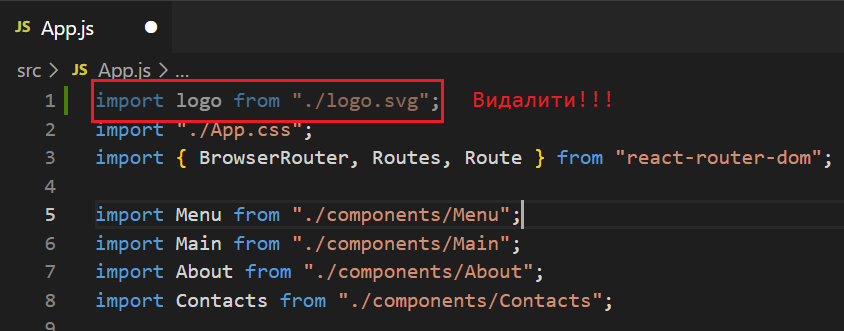 JS App.js
src > JS App.js > ...
1 import logo from "./logo.svg"; Видалити!!!
2 import "./App.css";
3 import { BrowserRouter, Routes, Route } from "react-router-dom";
4
5 import Menu from "./components/Menu";
6 import Main from "./components/Main";
7 import About from "./components/About";
8 import Contacts from "./components/Contacts";
9